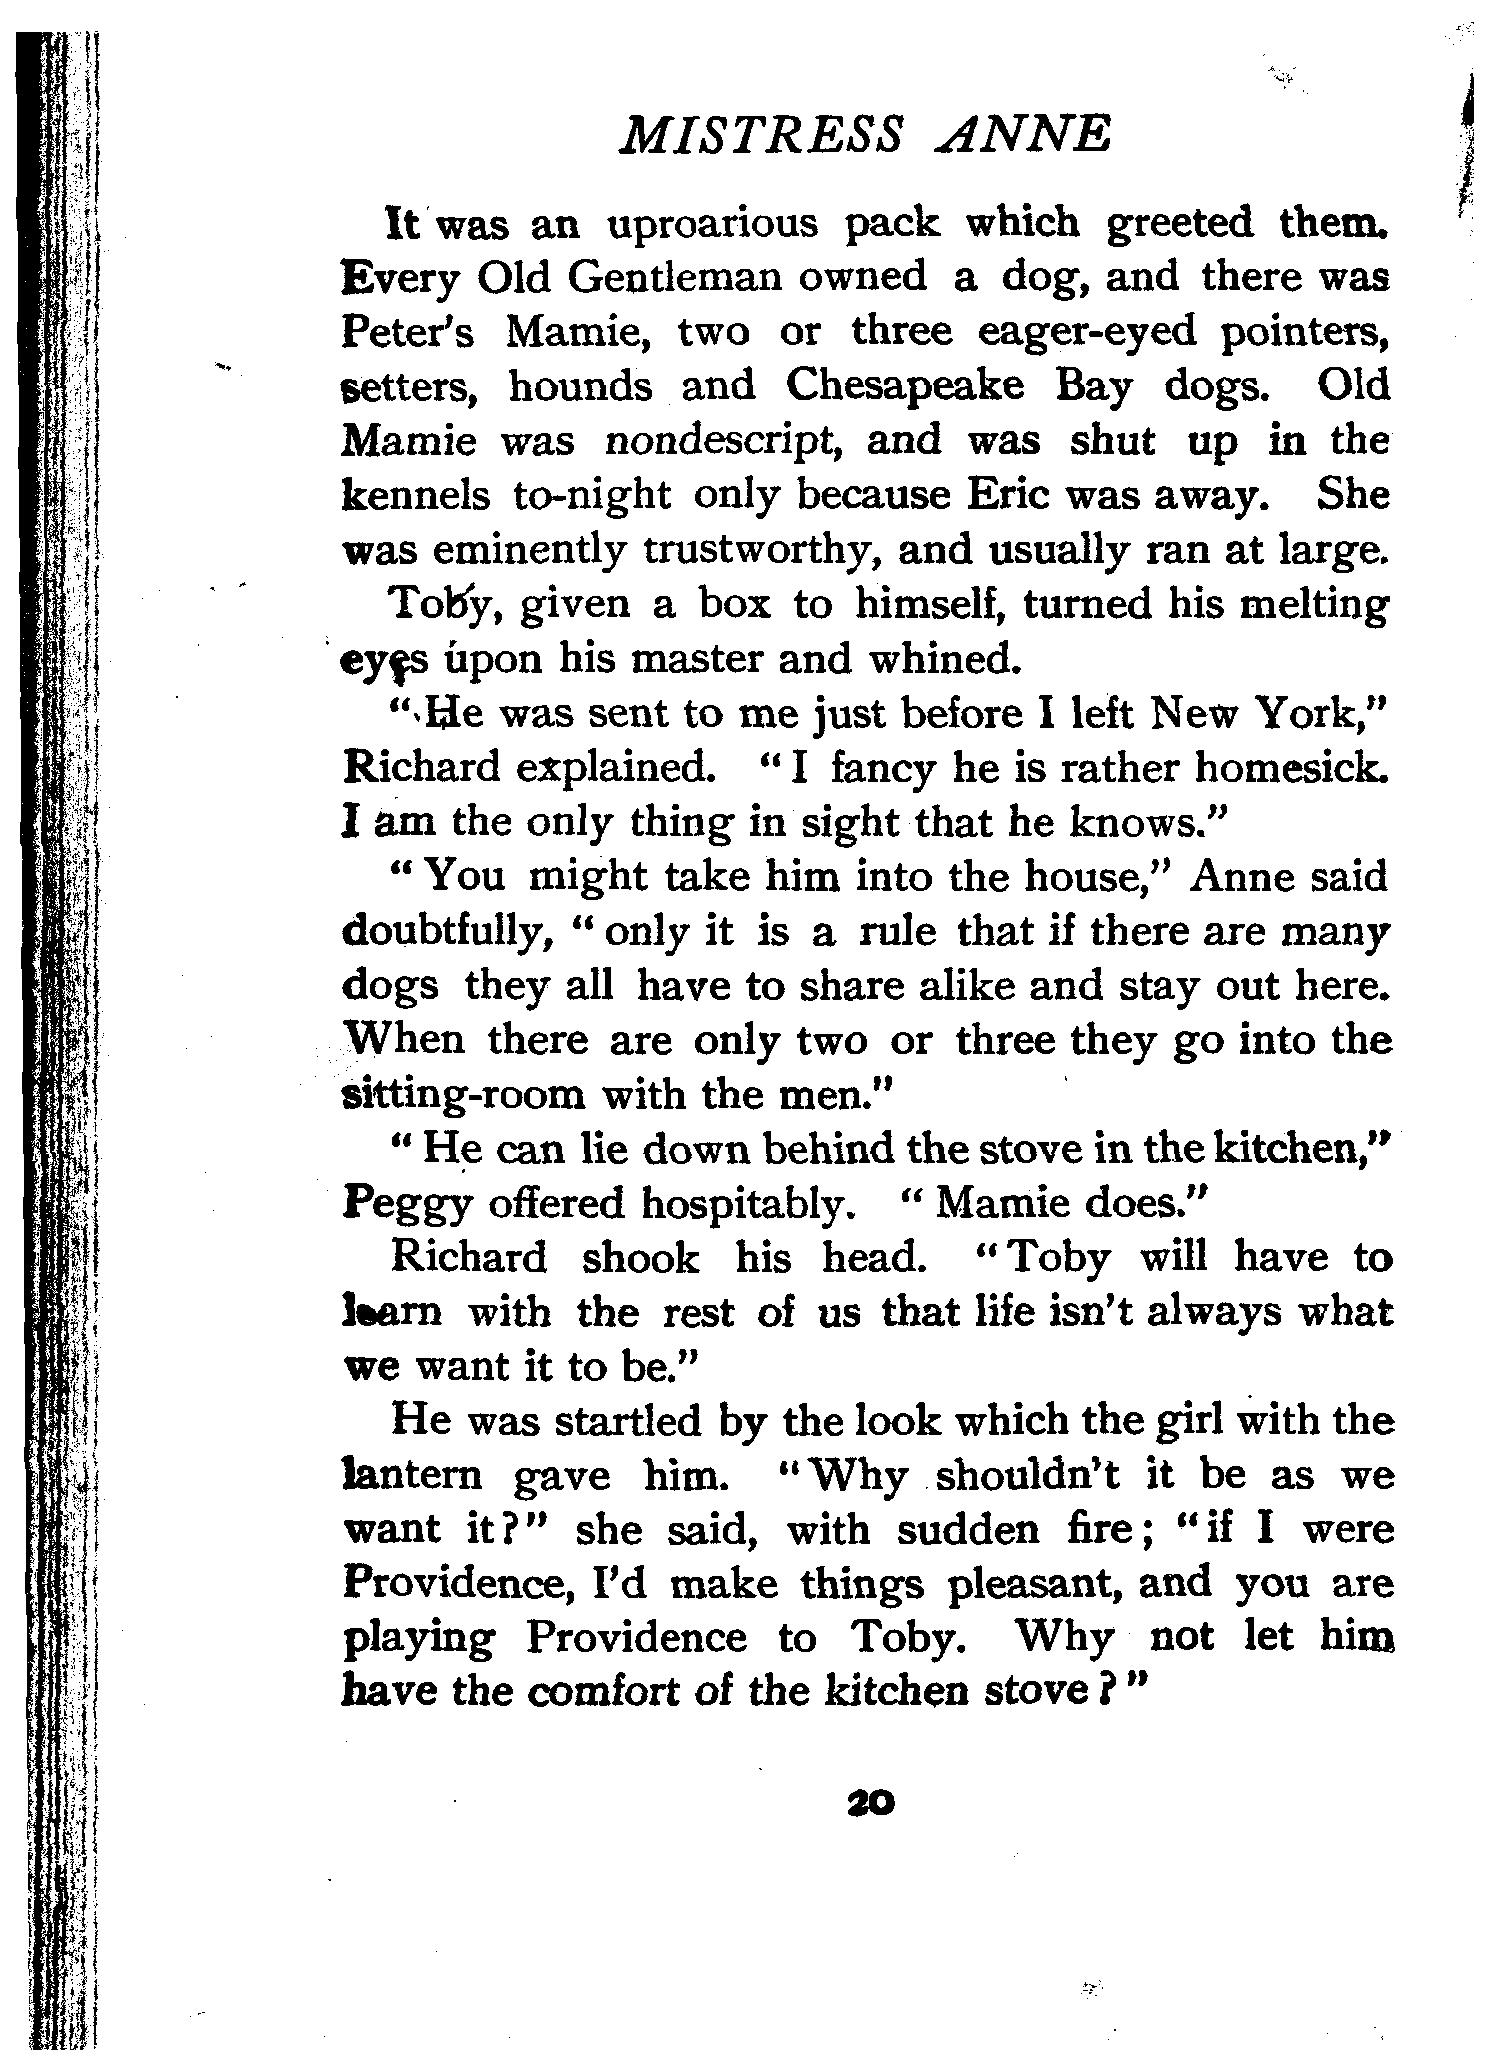 MISTRESS ANNE
It was an uproarious pack which greeted them.
Every Old Gentleman owned a dog, and there was
Peter's Mamie, two or three eager-eyed pointers,
setters, hounds and Chesapeake Bay dogs. Old
Mamie was nondescript, and was shut up in the
kennels to-night only because Eric was away. She
was eminently trustworthy, and usually ran at large.
Toby, given a box to himself, turned his melting
eyes upon his master and whined.
"He was sent to me just before I left New York,"
Richard explained. "I fancy he is rather homesick.
I am the only thing in sight that he knows."
"You might take him into the house," Anne said
doubtfully, "only it is a rule that if there are many
dogs they all have to share alike and stay out here.
When there are only two or three they go into the
sitting-room with the men."
"He can lie down behind the stove in the kitchen,"
Peggy offered hospitably. "Mamie does."
Richard shook his head. "Toby will have to
learn with the rest of us that life isn't always what
we want it to be."
He was startled by the look which the girl with the
lantern gave him. "Why shouldn't it be as we
want it?" she said, with sudden fire; "if I were
Providence, I'd make things pleasant, and you are
playing Providence to Toby. Why not let him
have the comfort of the kitchen stove?"
20